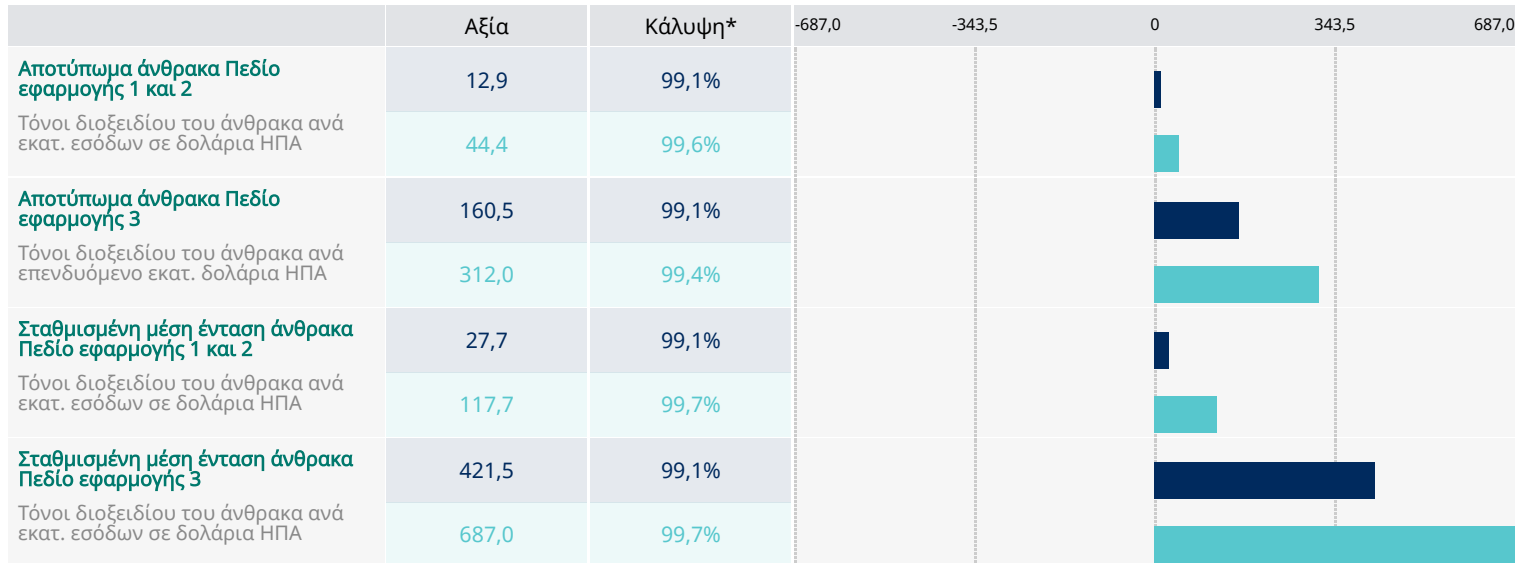 Αξία Κάλυψη* -687,0 -343,5 0 343,5 687,0
Αποτύπωμα άνθρακα Πεδίο
εφαρμογής 1 και 2
12,9 99,1%
Τόνοι διοξειδίου του άνθρακα ανά
εκατ. εσόδων σε δολάρια ΗΠΑ
44,4 99,6%
Αποτύπωμα άνθρακα Πεδίο
εφαρμογής 3
160,5 99,1%
Τόνοι διοξειδίου του άνθρακα ανά
επενδυόμενο εκατ. δολάρια ΗΠΑ
312,0 99,4%
Σταθμισμένη μέση ένταση άνθρακα
Πεδίο εφαρμογής 1 και 2
27,7 99,1%
Τόνοι διοξειδίου του άνθρακα ανά
εκατ. εσόδων σε δολάρια ΗΠΑ
117,7 99,7%
Σταθμισμένη μέση ένταση άνθρακα
Πεδίο εφαρμογής 3
421,5 99,1%
Τόνοι διοξειδίου του άνθρακα ανά
εκατ. εσόδων σε δολάρια ΗΠΑ
687,0 99,7%